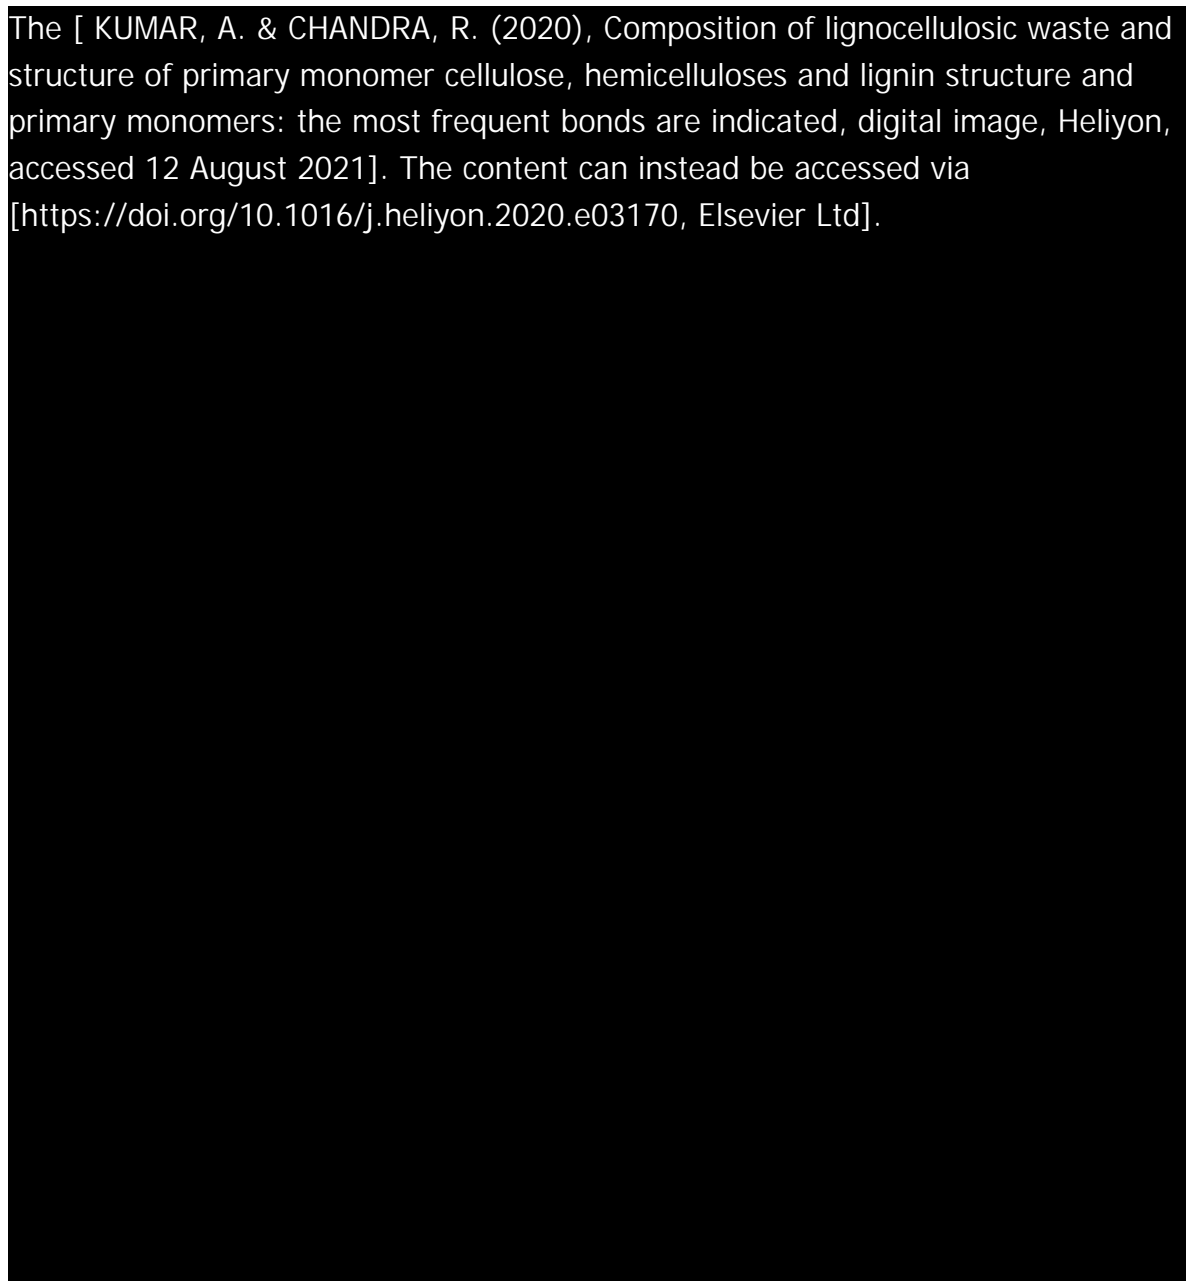 The [ KUMAR, A. & CHANDRA, R. (2020), Composition of lignocellulosic waste and
structure of primary monomer cellulose, hemicelluloses and lignin structure and
primary monomers: the most frequent bonds are indicated, digital image, Heliyon,
accessed 12 August 2021]. The content can instead be accessed via
[https://doi.org/10.1016/j.heliyon.2020.e03170, Elsevier Ltd].